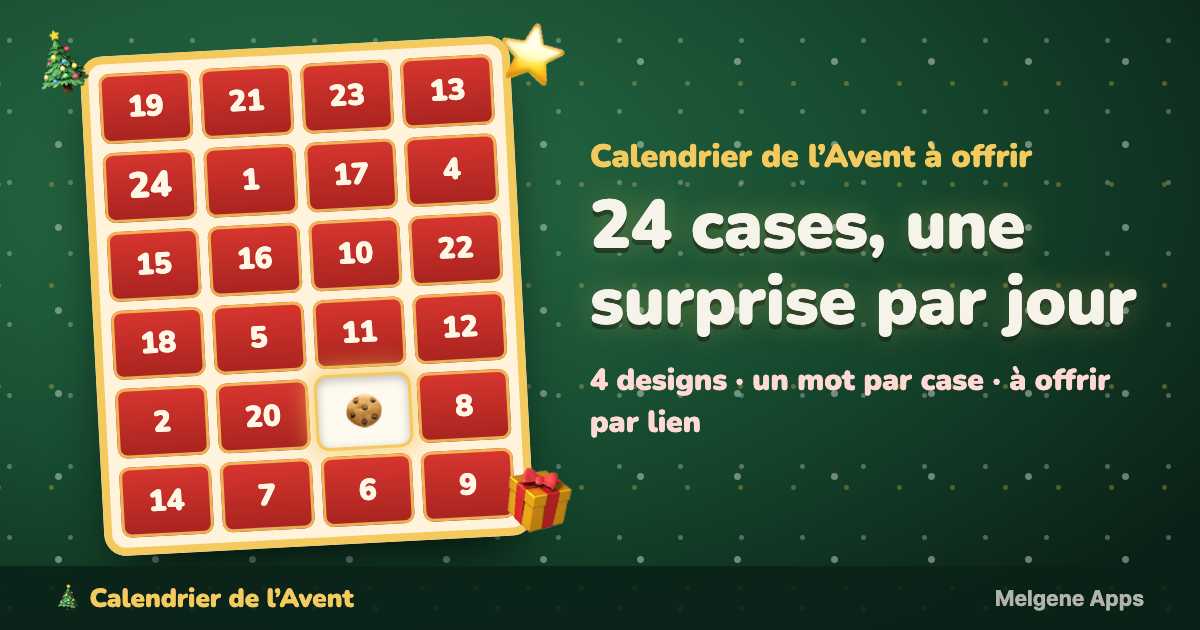 19 21 23 13
24 1 17 4
15 16 10 22
18 5 11 12
2 20 8
14 7 6 9
Calendrier de l’Avent à offrir
24 cases, une
surprise par jour
4 designs · un mot par case · à offrir
par lien
Calendrier de l’Avent
Melgene Apps